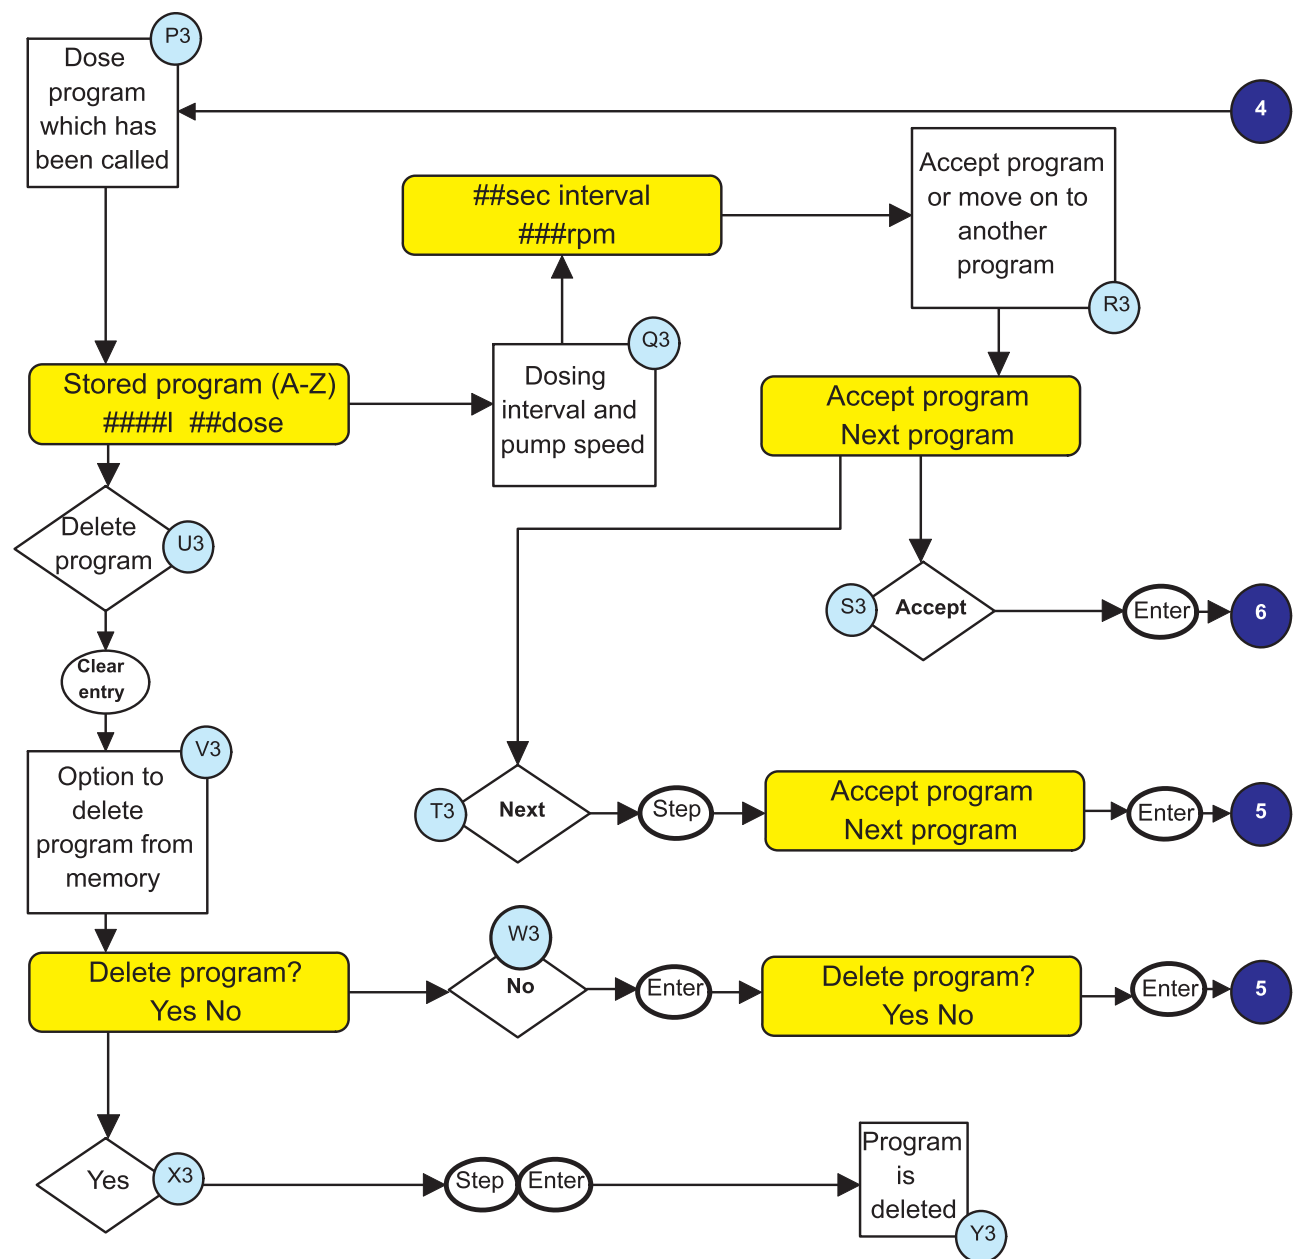 P3
Dose
program
which has
been called
4
##sec interval
###rpm
Accept program
or move on to
another
program
R3
Q3
Dosing
interval and
pump speed
Stored program (A-Z)
####l ##dose
Accept program
Next program
Delete
program
U3
S3
Accept
Enter
6
Clear
entry
V3
Option to
delete
program from
memory
T3
Next
Step
Accept program
Next program
Enter
5
W3
No
Delete program?
Yes No
Enter
Delete program?
Yes No
Enter
5
Yes
X3
Step
Enter
Program
is
deleted
Y3